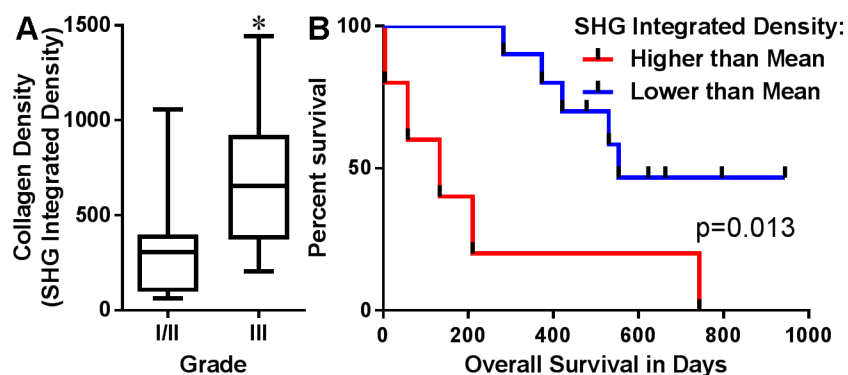 A
Collagen Density
(SHG Integrated Density)
1500
1000
500
0
*
I/II
III
Grade
B
Percent survival
100
50
0
SHG Integrated Density:
Higher than Mean
Lower than Mean
p=0.013
0
200
400
600
800
1000
Overall Survival in Days